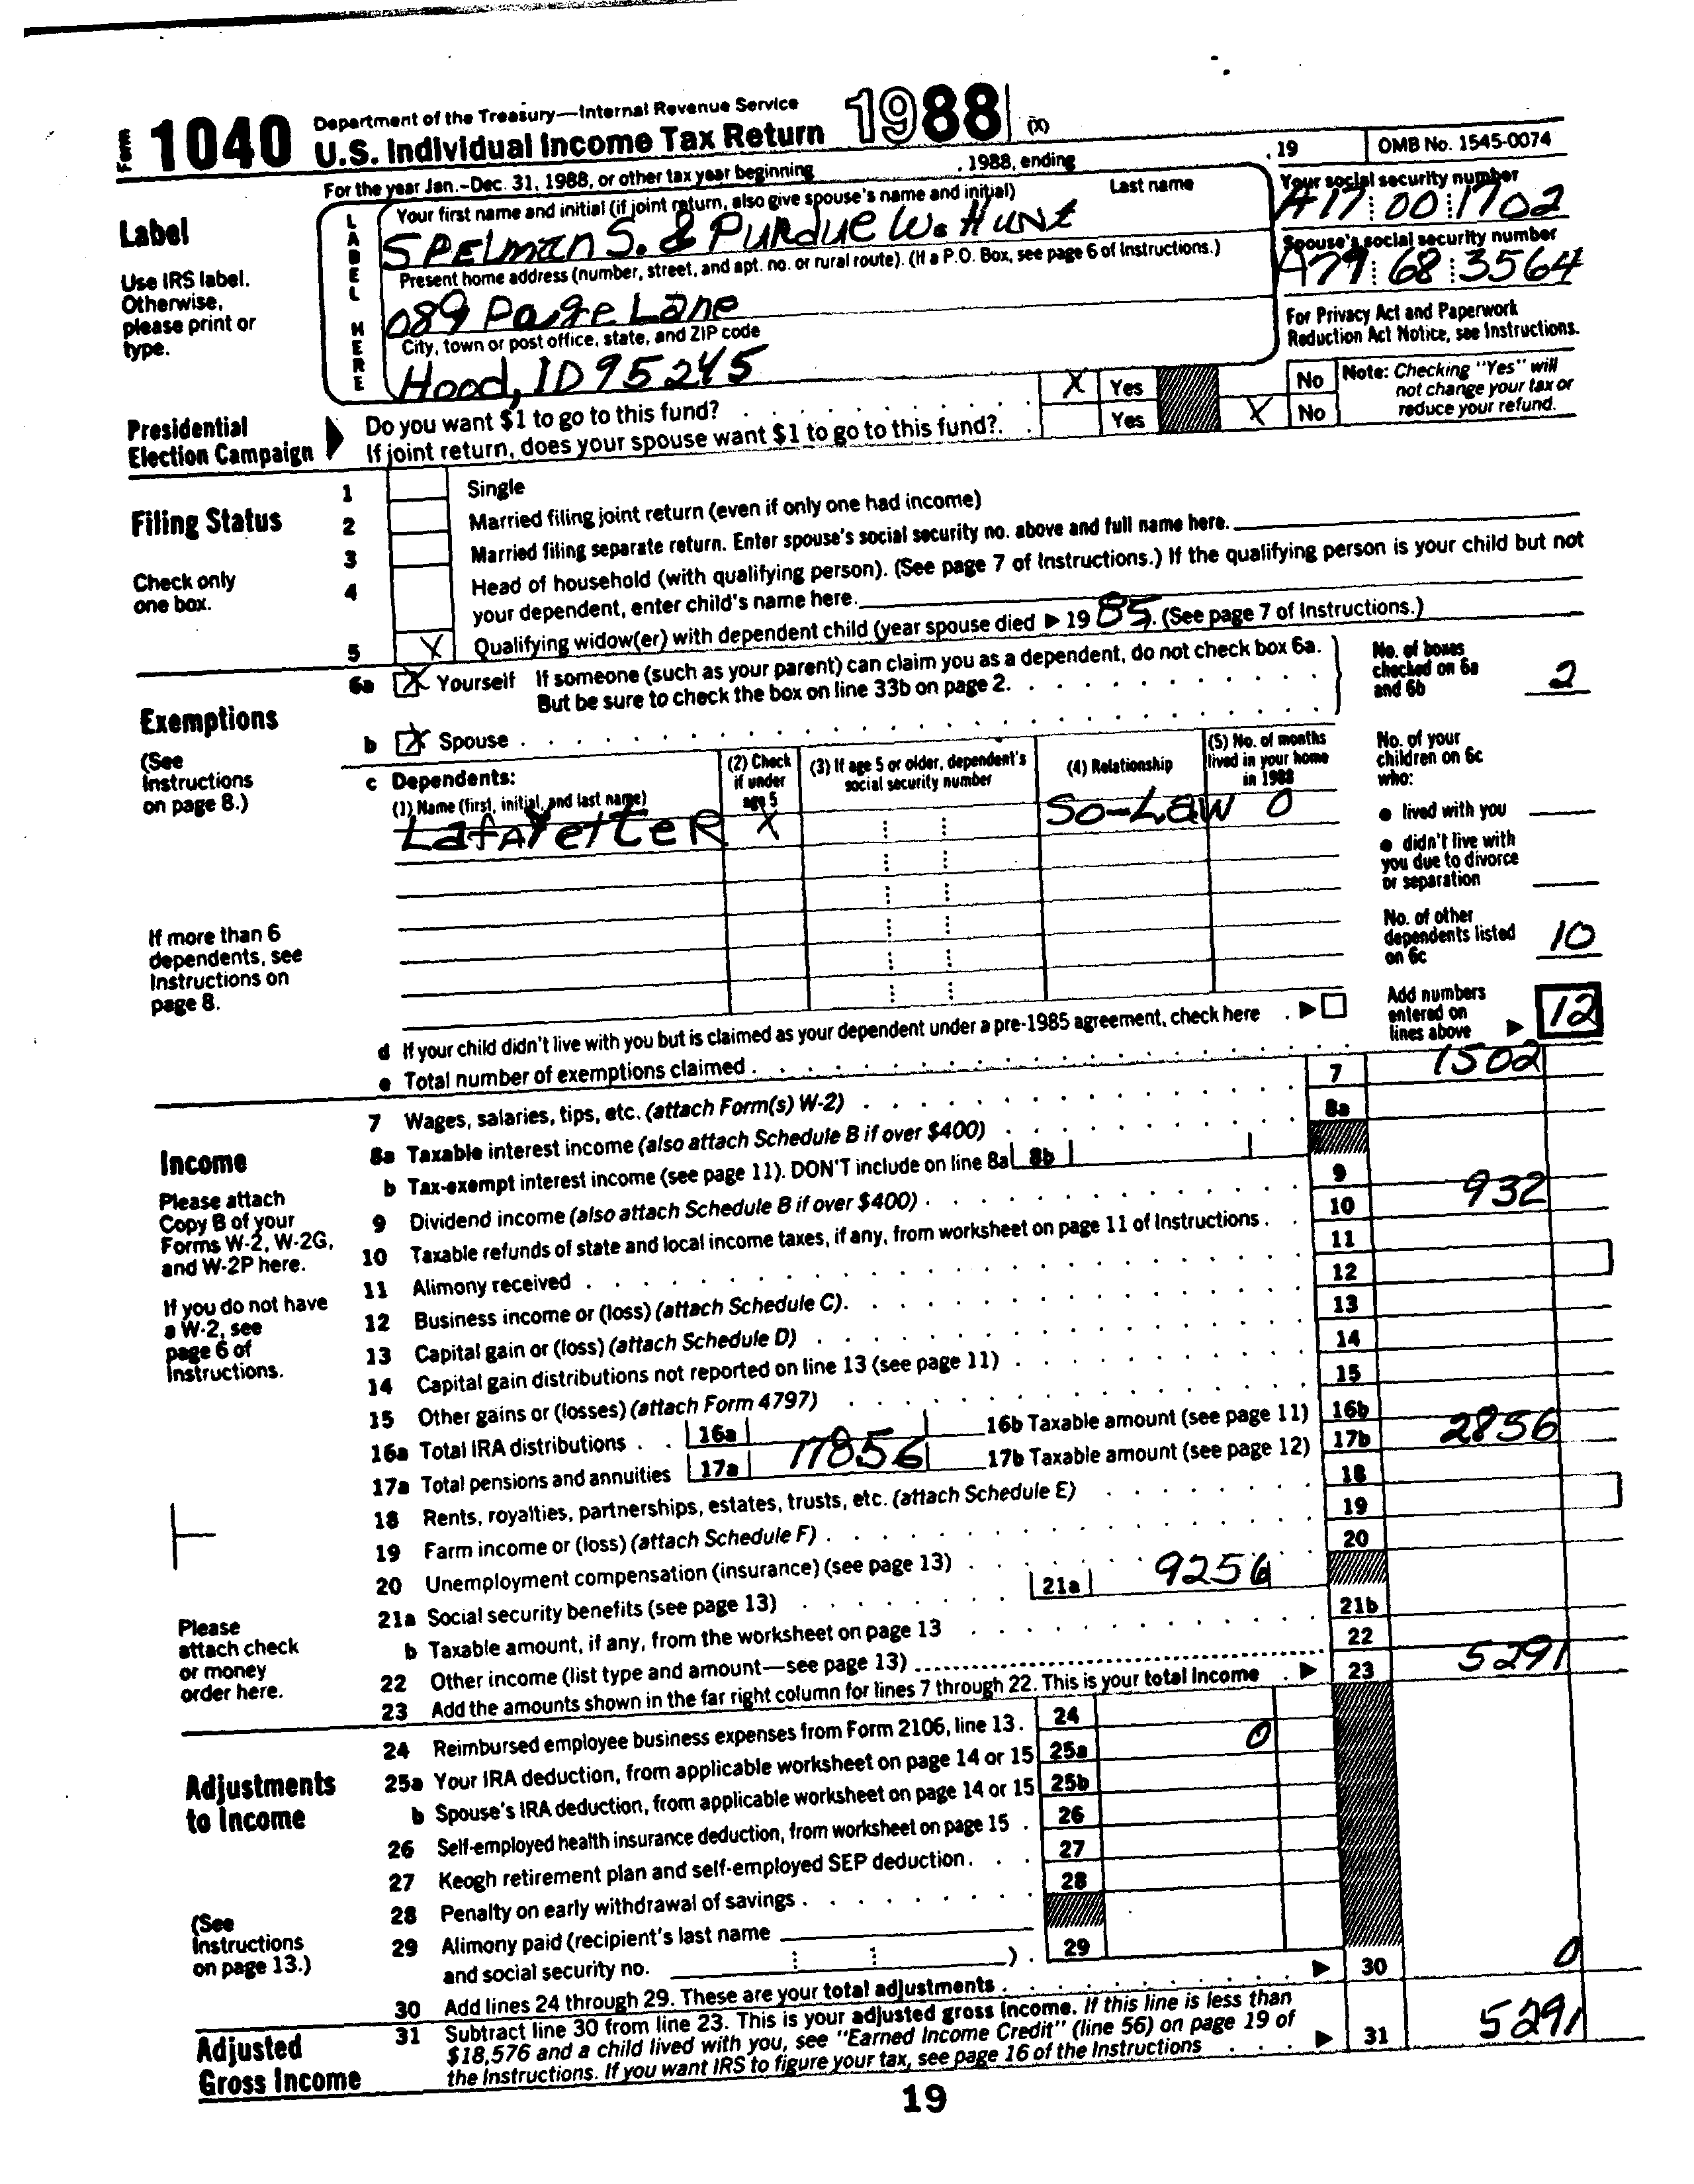 Form 1040 Department of the Treasury—Internal Revenue Service
U.S. Individual Income Tax Return 1988 (X)
For the year Jan.–Dec. 31, 1988, or other tax year beginning , 1988, ending , 19 OMB No. 1545-0074
Label
Use IRS label. Otherwise, please print or type.
LABEL HERE
Your first name and initial (if joint return, also give spouse's name and initial) Last name
SPELman S. & PURdUe W. HUNt
Your social security number
A17 00 1702
Present home address (number, street, and apt. no. or rural route). (If a P.O. Box, see page 6 of Instructions.)
089 Page Lane
Spouse's social security number
A79 68 3564
City, town or post office, state, and ZIP code
Hood, ID 95245
For Privacy Act and Paperwork Reduction Act Notice, see Instructions.
Presidential Election Campaign
Do you want $1 to go to this fund? X Yes No
If joint return, does your spouse want $1 to go to this fund? Yes X No
Note: Checking "Yes" will not change your tax or reduce your refund.
Filing Status
Check only one box.
1 Single
2 Married filing joint return (even if only one had income)
3 Married filing separate return. Enter spouse's social security no. above and full name here.
4 Head of household (with qualifying person). (See page 7 of Instructions.) If the qualifying person is your child but not
your dependent, enter child's name here.
5 X Qualifying widow(er) with dependent child (year spouse died ▶ 19 85). (See page 7 of Instructions.)
Exemptions
(See Instructions on page 8.)
6a X Yourself If someone (such as your parent) can claim you as a dependent, do not check box 6a.
But be sure to check the box on line 33b on page 2.
b X Spouse
No. of boxes checked on 6a and 6b 2
c Dependents:
(1) Name (first, initial, and last name)
(2) Check if under age 5
(3) If age 5 or older, dependent's social security number
(4) Relationship
(5) No. of months lived in your home in 1988
LafAYette R X So-Law 0
No. of your children on 6c who:
● lived with you
● didn't live with you due to divorce or separation
No. of other dependents listed on 6c 10
If more than 6 dependents, see Instructions on page 8.
d If your child didn't live with you but is claimed as your dependent under a pre-1985 agreement, check here ▶
e Total number of exemptions claimed
Add numbers entered on lines above ▶ 12
Income
Please attach Copy B of your Forms W-2, W-2G, and W-2P here.
If you do not have a W-2, see page 6 of Instructions.
7 Wages, salaries, tips, etc. (attach Form(s) W-2) 7 1502
8a Taxable interest income (also attach Schedule B if over $400) 8a
b Tax-exempt interest income (see page 11). DON'T include on line 8a 8b
9 Dividend income (also attach Schedule B if over $400) 9 932
10 Taxable refunds of state and local income taxes, if any, from worksheet on page 11 of Instructions. 10
11 Alimony received 11
12 Business income or (loss) (attach Schedule C). 12
13 Capital gain or (loss) (attach Schedule D) 13
14 Capital gain distributions not reported on line 13 (see page 11) 14
15 Other gains or (losses) (attach Form 4797) 15
16a Total IRA distributions 16a 16b Taxable amount (see page 11) 16b
17a Total pensions and annuities 17a 17856 17b Taxable amount (see page 12) 17b 2856
18 Rents, royalties, partnerships, estates, trusts, etc. (attach Schedule E) 18
19 Farm income or (loss) (attach Schedule F) 19
20 Unemployment compensation (insurance) (see page 13) 20
21a Social security benefits (see page 13) 21a 9256
b Taxable amount, if any, from the worksheet on page 13 21b
22 Other income (list type and amount—see page 13) 22
23 Add the amounts shown in the far right column for lines 7 through 22. This is your total income ▶ 23 5291
Please attach check or money order here.
Adjustments to Income
(See Instructions on page 13.)
24 Reimbursed employee business expenses from Form 2106, line 13. 24
25a Your IRA deduction, from applicable worksheet on page 14 or 15 25a 0
b Spouse's IRA deduction, from applicable worksheet on page 14 or 15 25b
26 Self-employed health insurance deduction, from worksheet on page 15 26
27 Keogh retirement plan and self-employed SEP deduction. 27
28 Penalty on early withdrawal of savings 28
29 Alimony paid (recipient's last name
and social security no. ). 29
30 Add lines 24 through 29. These are your total adjustments ▶ 30 0
Adjusted Gross Income
31 Subtract line 30 from line 23. This is your adjusted gross income. If this line is less than
$18,576 and a child lived with you, see "Earned Income Credit" (line 56) on page 19 of
the Instructions. If you want IRS to figure your tax, see page 16 of the Instructions ▶ 31 5291
19